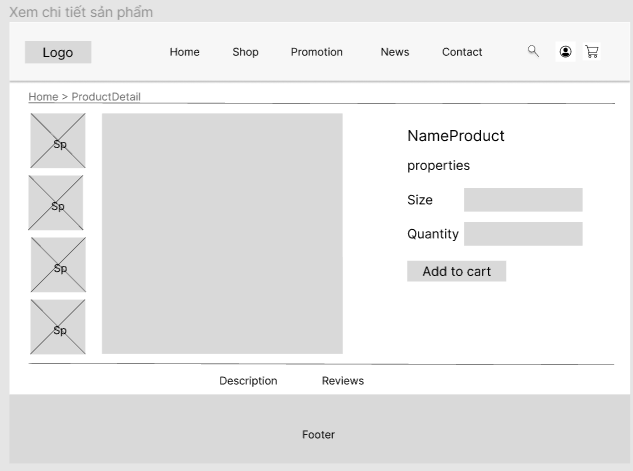 Xem chi tiết sản phẩm
Logo Home Shop Promotion News Contact
Home > ProductDetail
Sp
Sp
Sp
Sp
NameProduct
properties
Size
Quantity
Add to cart
Description Reviews
Footer